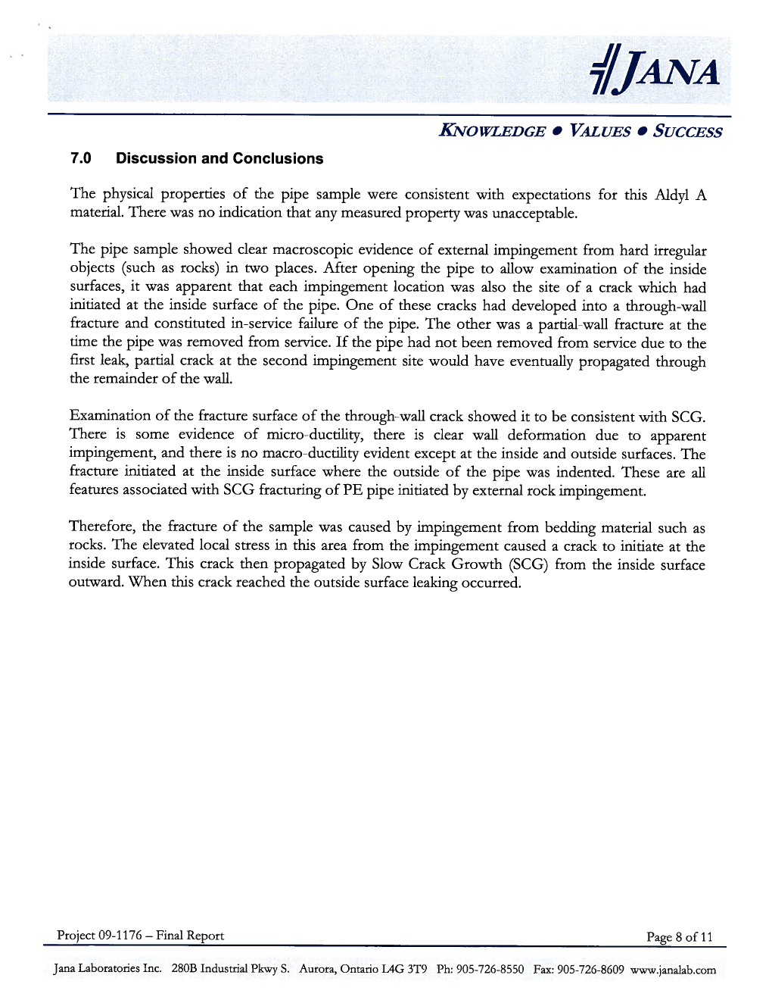 JANA
KNOWLEDGE ● VALUES ● SUCCESS
7.0 Discussion and Conclusions
The physical properties of the pipe sample were consistent with expectations for this Aldyl A
material. There was no indication that any measured property was unacceptable.
The pipe sample showed clear macroscopic evidence of external impingement from hard irregular
objects (such as rocks) in two places. After opening the pipe to allow examination of the inside
surfaces, it was apparent that each impingement location was also the site of a crack which had
initiated at the inside surface of the pipe. One of these cracks had developed into a through-wall
fracture and constituted in-service failure of the pipe. The other was a partial-wall fracture at the
time the pipe was removed from service. If the pipe had not been removed from service due to the
first leak, partial crack at the second impingement site would have eventually propagated through
the remainder of the wall.
Examination of the fracture surface of the through-wall crack showed it to be consistent with SCG.
There is some evidence of micro-ductility, there is clear wall deformation due to apparent
impingement, and there is no macro-ductility evident except at the inside and outside surfaces. The
fracture initiated at the inside surface where the outside of the pipe was indented. These are all
features associated with SCG fracturing of PE pipe initiated by external rock impingement.
Therefore, the fracture of the sample was caused by impingement from bedding material such as
rocks. The elevated local stress in this area from the impingement caused a crack to initiate at the
inside surface. This crack then propagated by Slow Crack Growth (SCG) from the inside surface
outward. When this crack reached the outside surface leaking occurred.
Project 09-1176 – Final Report Page 8 of 11
Jana Laboratories Inc. 280B Industrial Pkwy S. Aurora, Ontario L4G 3T9 Ph: 905-726-8550 Fax: 905-726-8609 www.janalab.com